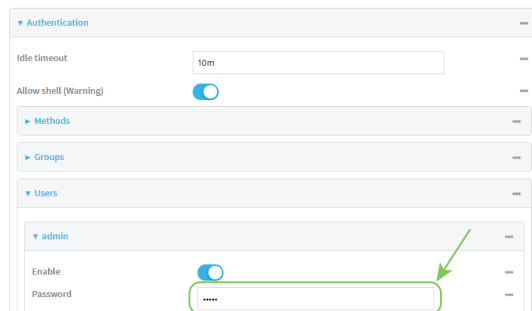 Authentication
Idle timeout
10m
Allow shell (Warning)
Methods
Groups
Users
admin
Enable
Password
•••••